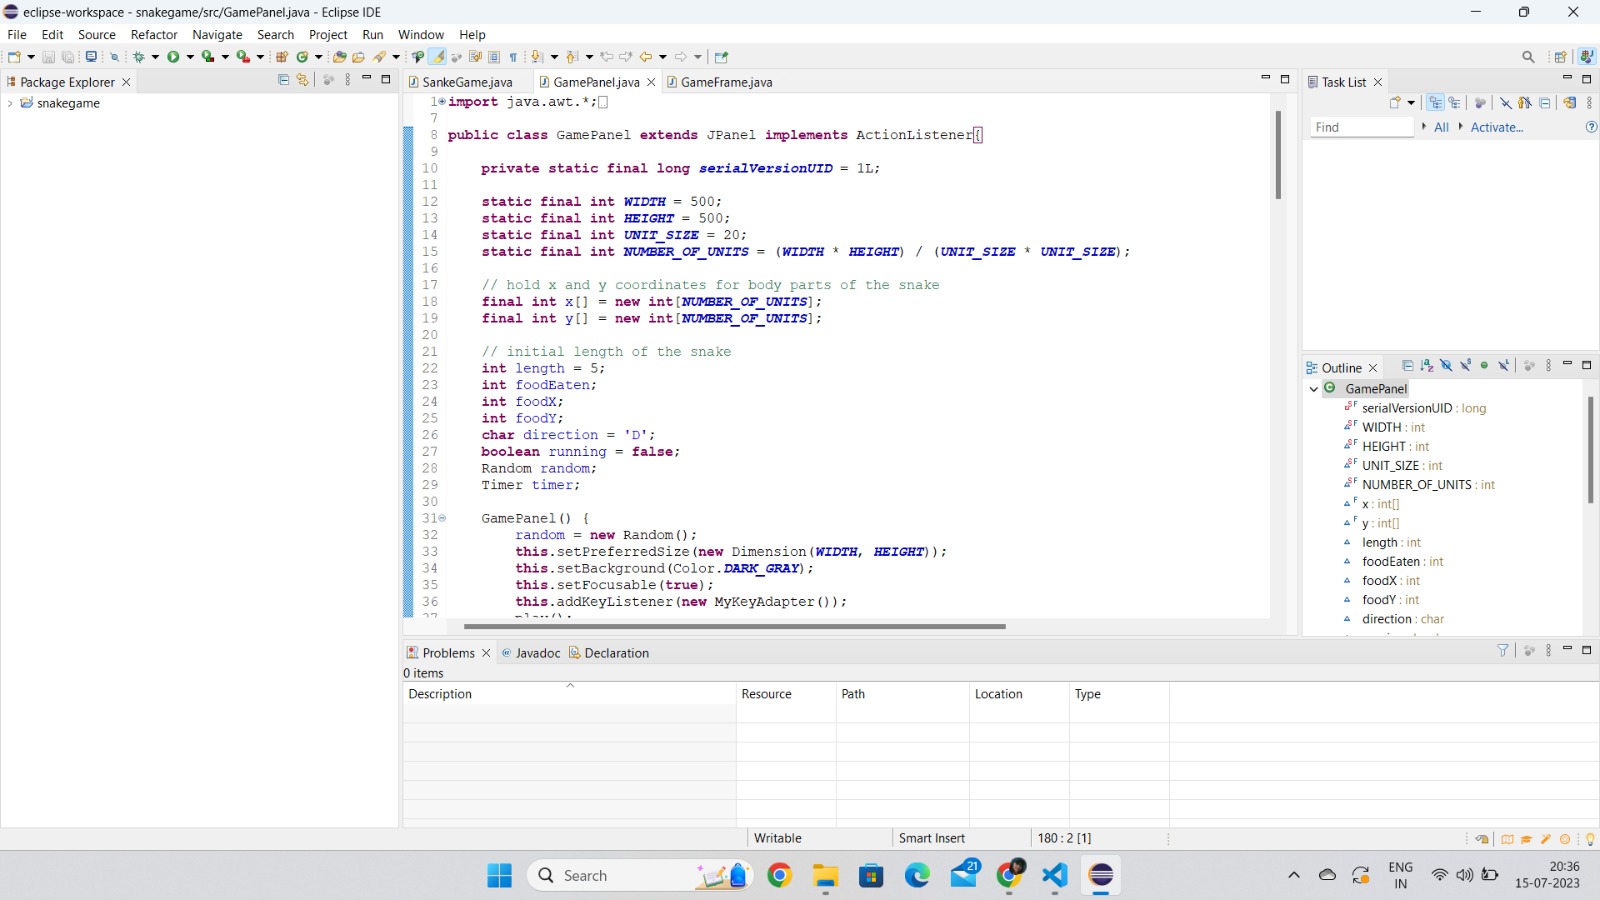 eclipse-workspace - snakegame/src/GamePanel.java - Eclipse IDE
File Edit Source Refactor Navigate Search Project Run Window Help
Package Explorer
snakegame
SankeGame.java GamePanel.java GameFrame.java
1 import java.awt.*;
7
8 public class GamePanel extends JPanel implements ActionListener{
9
10 private static final long serialVersionUID = 1L;
11
12 static final int WIDTH = 500;
13 static final int HEIGHT = 500;
14 static final int UNIT_SIZE = 20;
15 static final int NUMBER_OF_UNITS = (WIDTH * HEIGHT) / (UNIT_SIZE * UNIT_SIZE);
16
17 // hold x and y coordinates for body parts of the snake
18 final int x[] = new int[NUMBER_OF_UNITS];
19 final int y[] = new int[NUMBER_OF_UNITS];
20
21 // initial length of the snake
22 int length = 5;
23 int foodEaten;
24 int foodX;
25 int foodY;
26 char direction = 'D';
27 boolean running = false;
28 Random random;
29 Timer timer;
30
31 GamePanel() {
32 random = new Random();
33 this.setPreferredSize(new Dimension(WIDTH, HEIGHT));
34 this.setBackground(Color.DARK_GRAY);
35 this.setFocusable(true);
36 this.addKeyListener(new MyKeyAdapter());
Task List
Find All Activate...
Outline
GamePanel
serialVersionUID : long
WIDTH : int
HEIGHT : int
UNIT_SIZE : int
NUMBER_OF_UNITS : int
x : int[]
y : int[]
length : int
foodEaten : int
foodX : int
foodY : int
direction : char
Problems Javadoc Declaration
0 items
Description Resource Path Location Type
Writable Smart Insert 180 : 2 [1]
Search 21 ENG 20:36
IN 15-07-2023